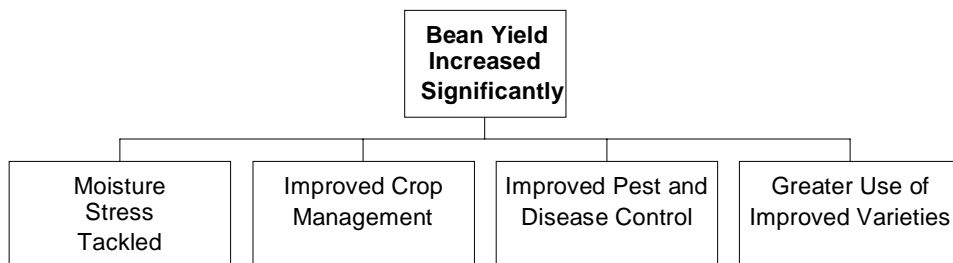 Bean Yield
Increased
Significantly
Moisture
Stress
Tackled
Improved Crop
Management
Improved Pest and
Disease Control
Greater Use of
Improved Varieties